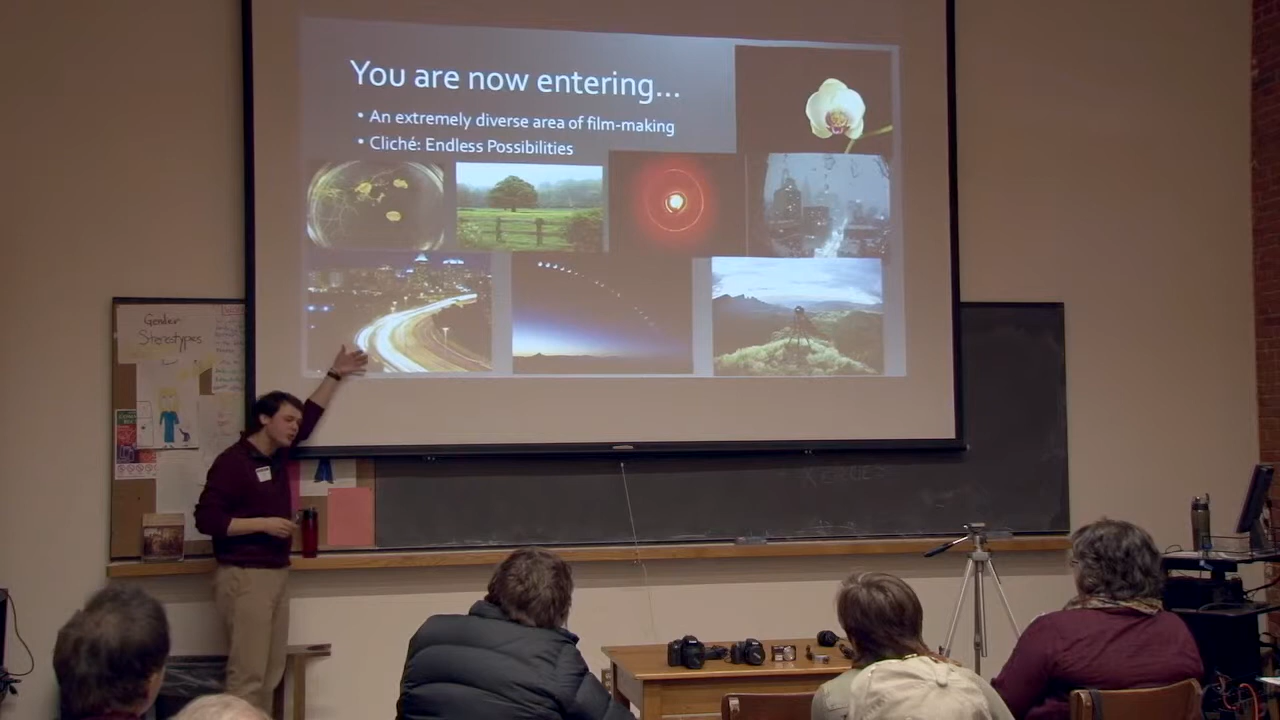 You are now entering...
• An extremely diverse area of film-making
• Cliché: Endless Possibilities
Gender
Stereotypes